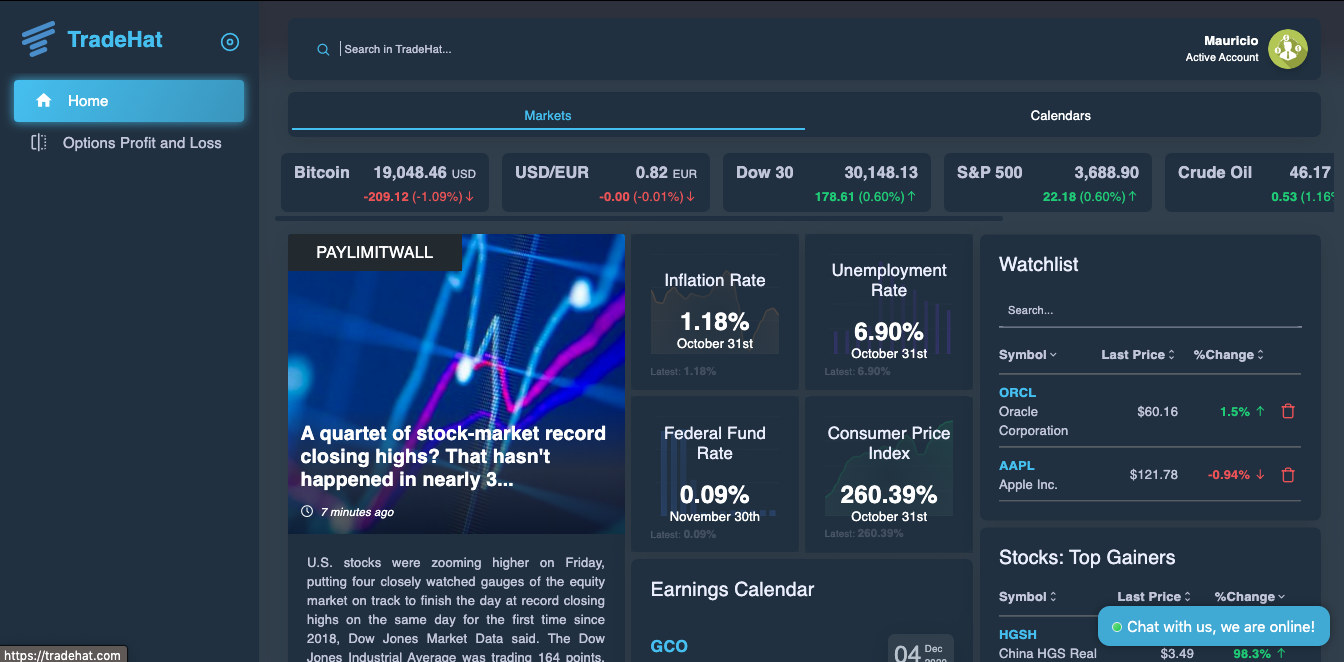 TradeHat
Search in TradeHat...
Mauricio
Active Account
Home
Options Profit and Loss
Markets
Calendars
Bitcoin 19,048.46 USD
-209.12 (-1.09%)↓
USD/EUR 0.82 EUR
-0.00 (-0.01%)↓
Dow 30 30,148.13
178.61 (0.60%)↑
S&P 500 3,688.90
22.18 (0.60%)↑
Crude Oil 46.17
0.53 (1.16%
PAYLIMITWALL
A quartet of stock-market record
closing highs? That hasn't
happened in nearly 3...
7 minutes ago
U.S. stocks were zooming higher on Friday,
putting four closely watched gauges of the equity
market on track to finish the day at record closing
highs on the same day for the first time since
2018, Dow Jones Market Data said. The Dow
Jones Industrial Average was trading 164 points,
Inflation Rate
1.18%
October 31st
Latest: 1.18%
Unemployment
Rate
6.90%
October 31st
Latest: 6.90%
Federal Fund
Rate
0.09%
November 30th
Latest: 0.09%
Consumer Price
Index
260.39%
October 31st
Latest: 260.39%
Earnings Calendar
GCO
04 Dec
2020
Watchlist
Search...
Symbol Last Price %Change
ORCL
Oracle
Corporation
$60.16 1.5% ↑
AAPL
Apple Inc.
$121.78 -0.94% ↓
Stocks: Top Gainers
Symbol Last Price %Change
HGSH
China HGS Real $3.49 98.3% ↑
Chat with us, we are online!
https://tradehat.com